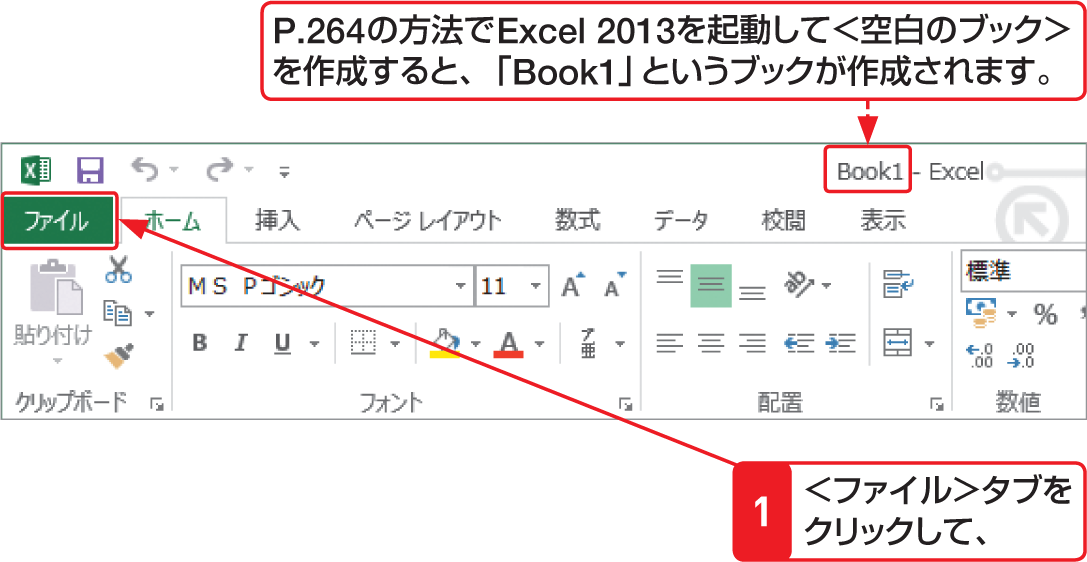 P.264の方法でExcel 2013を起動して＜空白のブック＞
を作成すると、「Book1」というブックが作成されます。
Book1 - Excel
ファイル ホーム 挿入 ページ レイアウト 数式 データ 校閲 表示
ＭＳ Ｐゴシック 11 A A 標準
貼り付け
B I U A ア亜 %
.0 .00
.00 .0
クリップボード フォント 配置 数値
1 ＜ファイル＞タブを
クリックして、